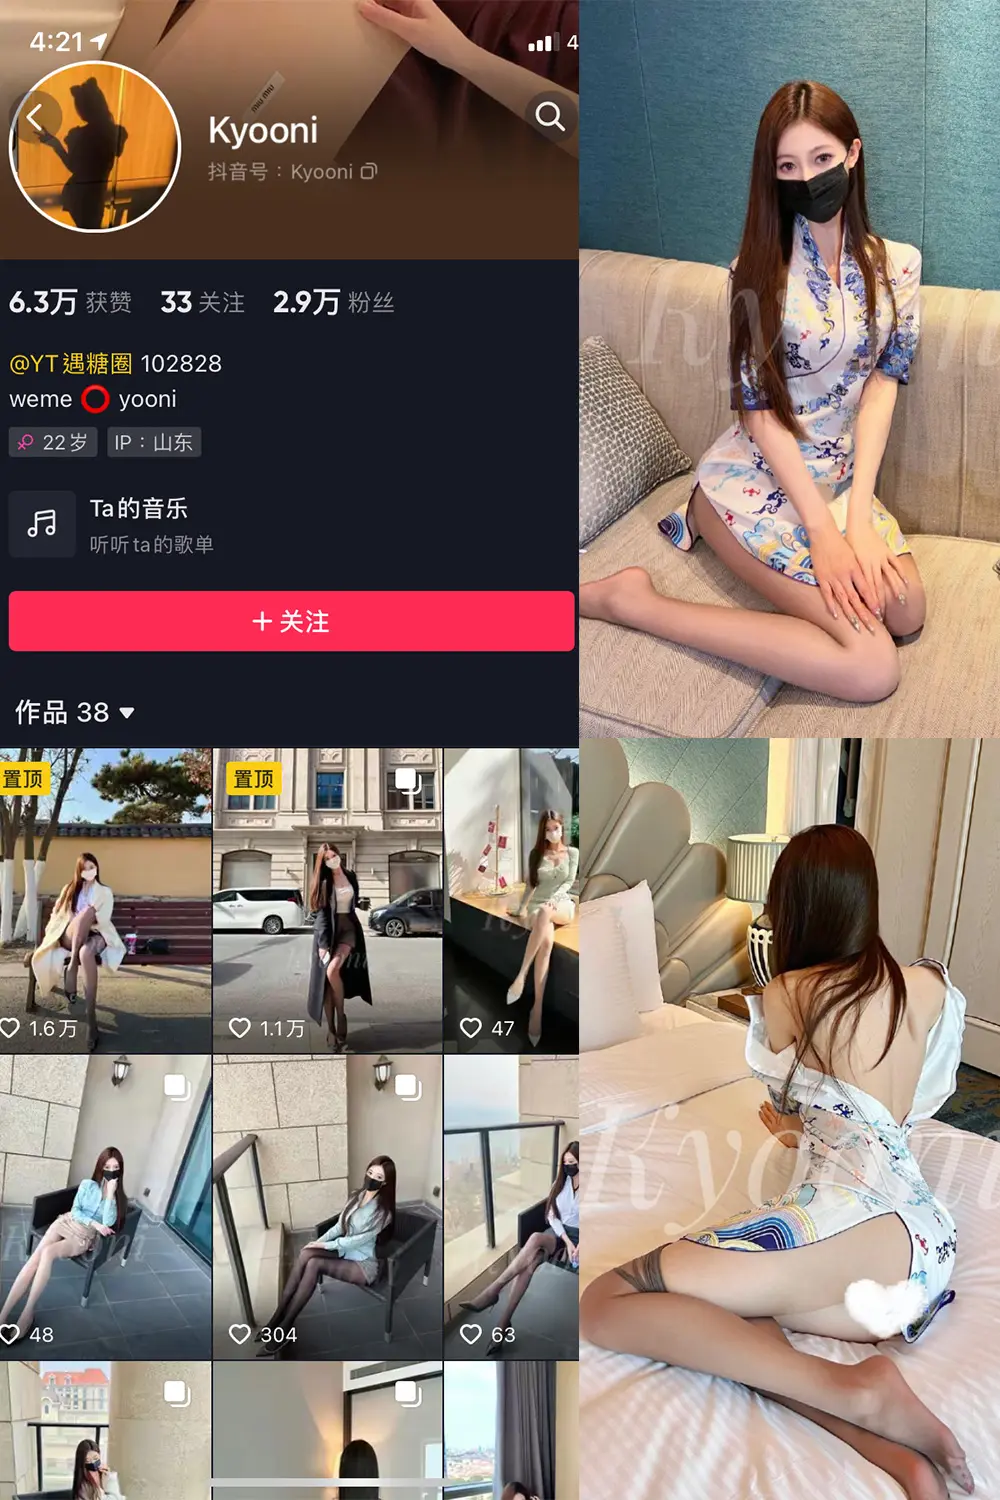 4:21
4
miu miu
Kyooni
抖音号：Kyooni
6.3万 获赞 33 关注 2.9万 粉丝
@YT遇糖圈 102828
weme ⭕ yooni
22岁 IP：山东
Ta的音乐
听听ta的歌单
+ 关注
作品 38
置顶
置顶
1.6万
1.1万
47
48
304
63
Kyooni
Kyooni